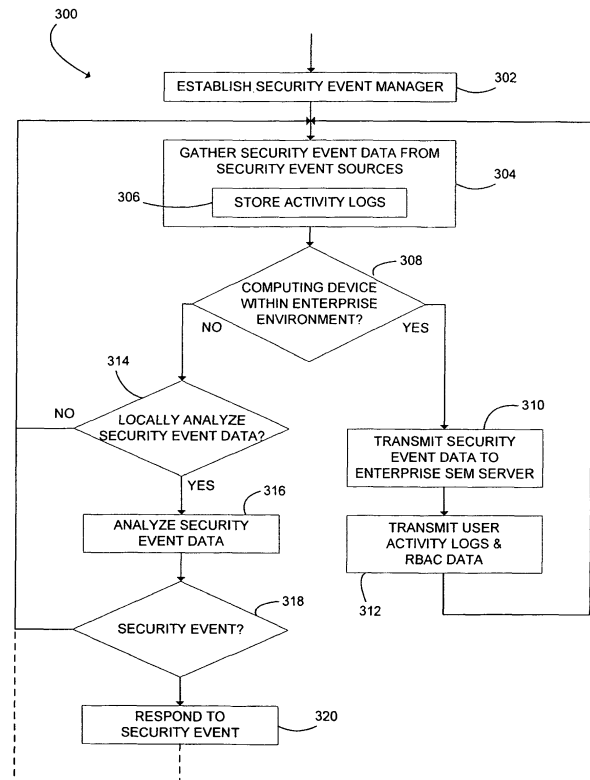 300
ESTABLISH SECURITY EVENT MANAGER
302
GATHER SECURITY EVENT DATA FROM
SECURITY EVENT SOURCES
304
306
STORE ACTIVITY LOGS
308
COMPUTING DEVICE
WITHIN ENTERPRISE
ENVIRONMENT?
NO
YES
314
NO
LOCALLY ANALYZE
SECURITY EVENT DATA?
YES
310
TRANSMIT SECURITY
EVENT DATA TO
ENTERPRISE SEM SERVER
316
ANALYZE SECURITY
EVENT DATA
TRANSMIT USER
ACTIVITY LOGS &
RBAC DATA
312
318
SECURITY EVENT?
RESPOND TO
SECURITY EVENT
320